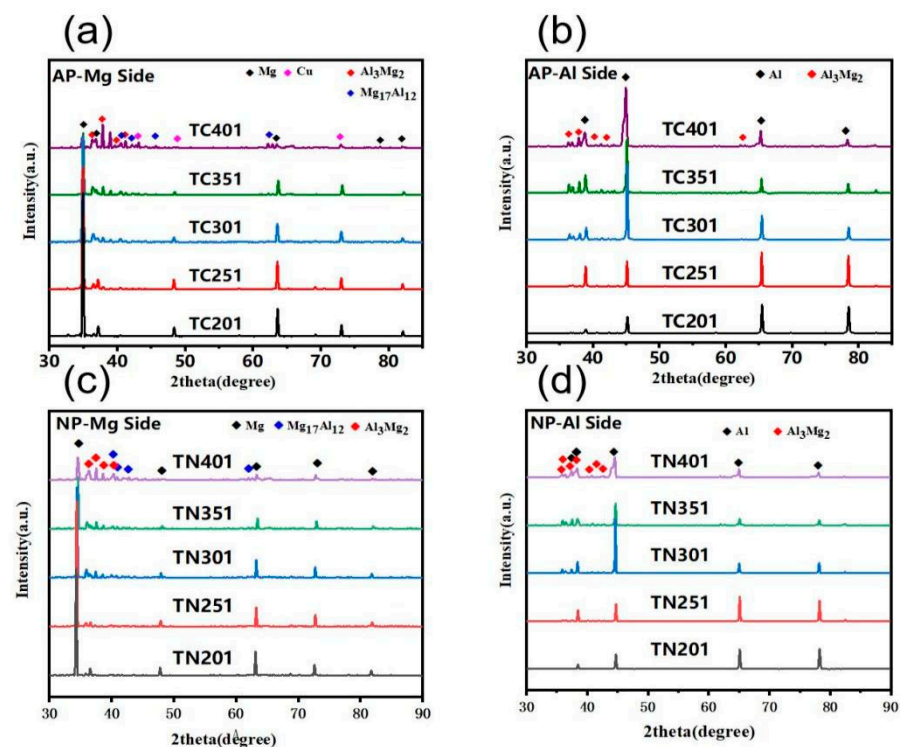 (a)
AP-Mg Side
Mg Cu Al3Mg2
Mg17Al12
TC401
TC351
TC301
TC251
TC201
Intensity(a.u.)
30 40 50 60 70 80
2theta(degree)
(b)
AP-Al Side
Al Al3Mg2
TC401
TC351
TC301
TC251
TC201
Intensity(a.u.)
30 40 50 60 70 80
2theta(degree)
(c)
NP-Mg Side
Mg Mg17Al12 Al3Mg2
TN401
TN351
TN301
TN251
TN201
Intensity(a.u.)
30 40 50 60 70 80 90
2theta(degree)
(d)
NP-Al Side
Al Al3Mg2
TN401
TN351
TN301
TN251
TN201
Intensity(a.u.)
30 40 50 60 70 80 90
2theta(degree)